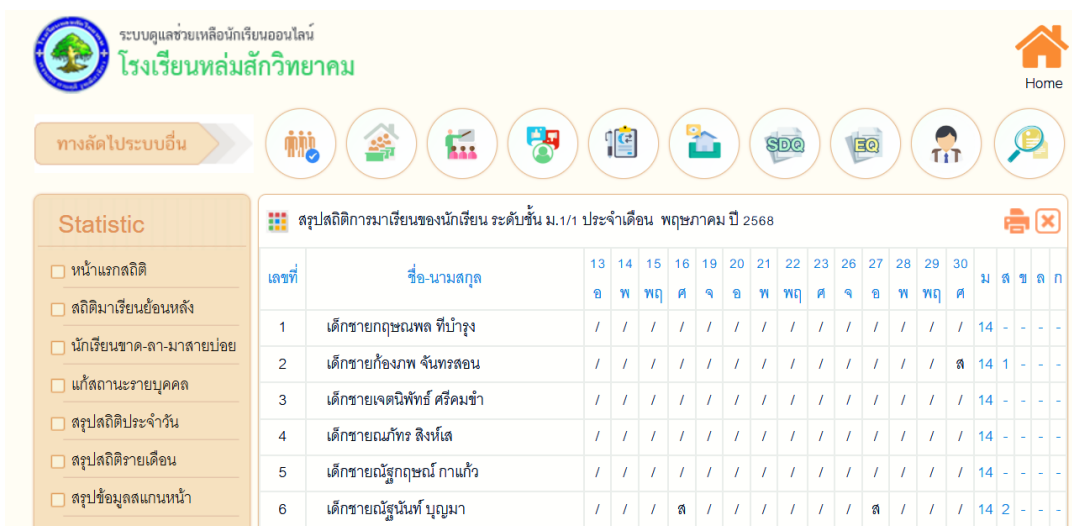 ระบบดูแลช่วยเหลือนักเรียนออนไลน์
โรงเรียนหล่มสักวิทยาคม
Home
ทางลัดไประบบอื่น
SDQ
EQ
Statistic
หน้าแรกสถิติ
สถิติมาเรียนย้อนหลัง
นักเรียนขาด-ลา-มาสายบ่อย
แก้สถานะรายบุคคล
สรุปสถิติประจำวัน
สรุปสถิติรายเดือน
สรุปข้อมูลสแกนหน้า
สรุปสถิติการมาเรียนของนักเรียน ระดับชั้น ม.1/1 ประจำเดือน พฤษภาคม ปี 2568
เลขที่ ชื่อ-นามสกุล 13 14 15 16 19 20 21 22 23 26 27 28 29 30 ม ส ข ล ก
อ พ พฤ ศ จ อ พ พฤ ศ จ อ พ พฤ ศ
1 เด็กชายกฤษณพล ทีบำรุง / / / / / / / / / / / / / / 14 - - - -
2 เด็กชายก้องภพ จันทรสอน / / / / / / / / / / / / / ส 14 1 - - -
3 เด็กชายเจตนิพัทธ์ ศรีคมขำ / / / / / / / / / / / / / / 14 - - - -
4 เด็กชายณภัทร สิงห์เส / / / / / / / / / / / / / / 14 - - - -
5 เด็กชายณัฐกฤษณ์ กาแก้ว / / / / / / / / / / / / / / 14 - - - -
6 เด็กชายณัฐนันท์ บุญมา / / / ส / / / / / / ส / / / 14 2 - - -